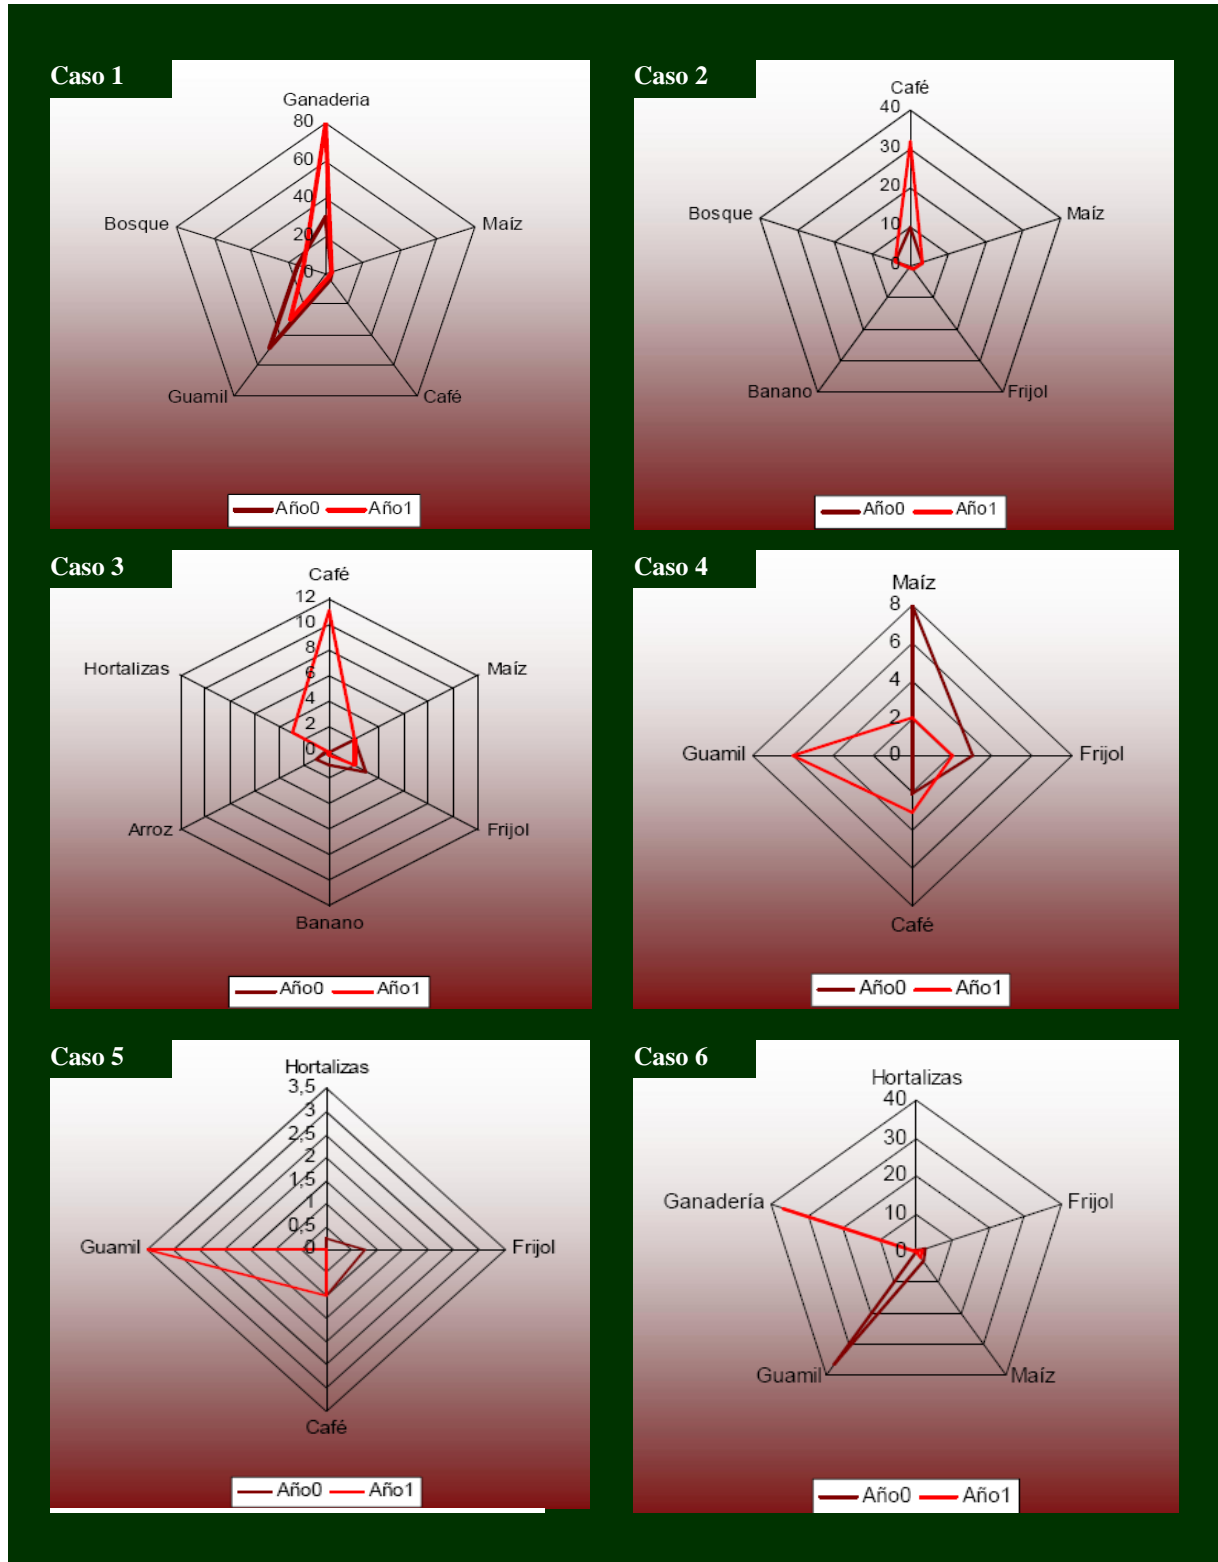 Caso 1
Ganaderia
80
60
40
20
0
Bosque
Maíz
Guamil
Café
Año0 Año1
Caso 2
Café
40
30
20
10
0
Bosque
Maíz
Banano
Frijol
Año0 Año1
Caso 3
Café
12
10
8
6
4
2
0
Hortalizas
Maíz
Arroz
Frijol
Banano
Año0 Año1
Caso 4
Maíz
8
6
4
2
0
Guamil
Frijol
Café
Año0 Año1
Caso 5
Hortalizas
3,5
3
2,5
2
1,5
1
0,5
0
Guamil
Frijol
Café
Año0 Año1
Caso 6
Hortalizas
40
30
20
10
0
Ganadería
Frijol
Guamil
Maíz
Año0 Año1